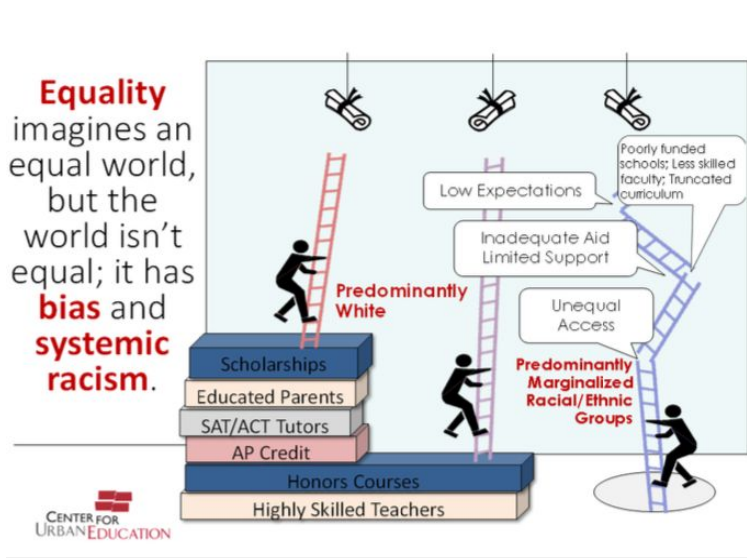 Equality
imagines an
equal world,
but the
world isn't
equal; it has
bias and
systemic
racism.
Poorly funded
schools; Less skilled
faculty; Truncated
curriculum
Low Expectations
Inadequate Aid
Limited Support
Unequal
Access
Predominantly
White
Predominantly
Marginalized
Racial/Ethnic
Groups
Scholarships
Educated Parents
SAT/ACT Tutors
AP Credit
Honors Courses
Highly Skilled Teachers
CENTER FOR
URBAN EDUCATION